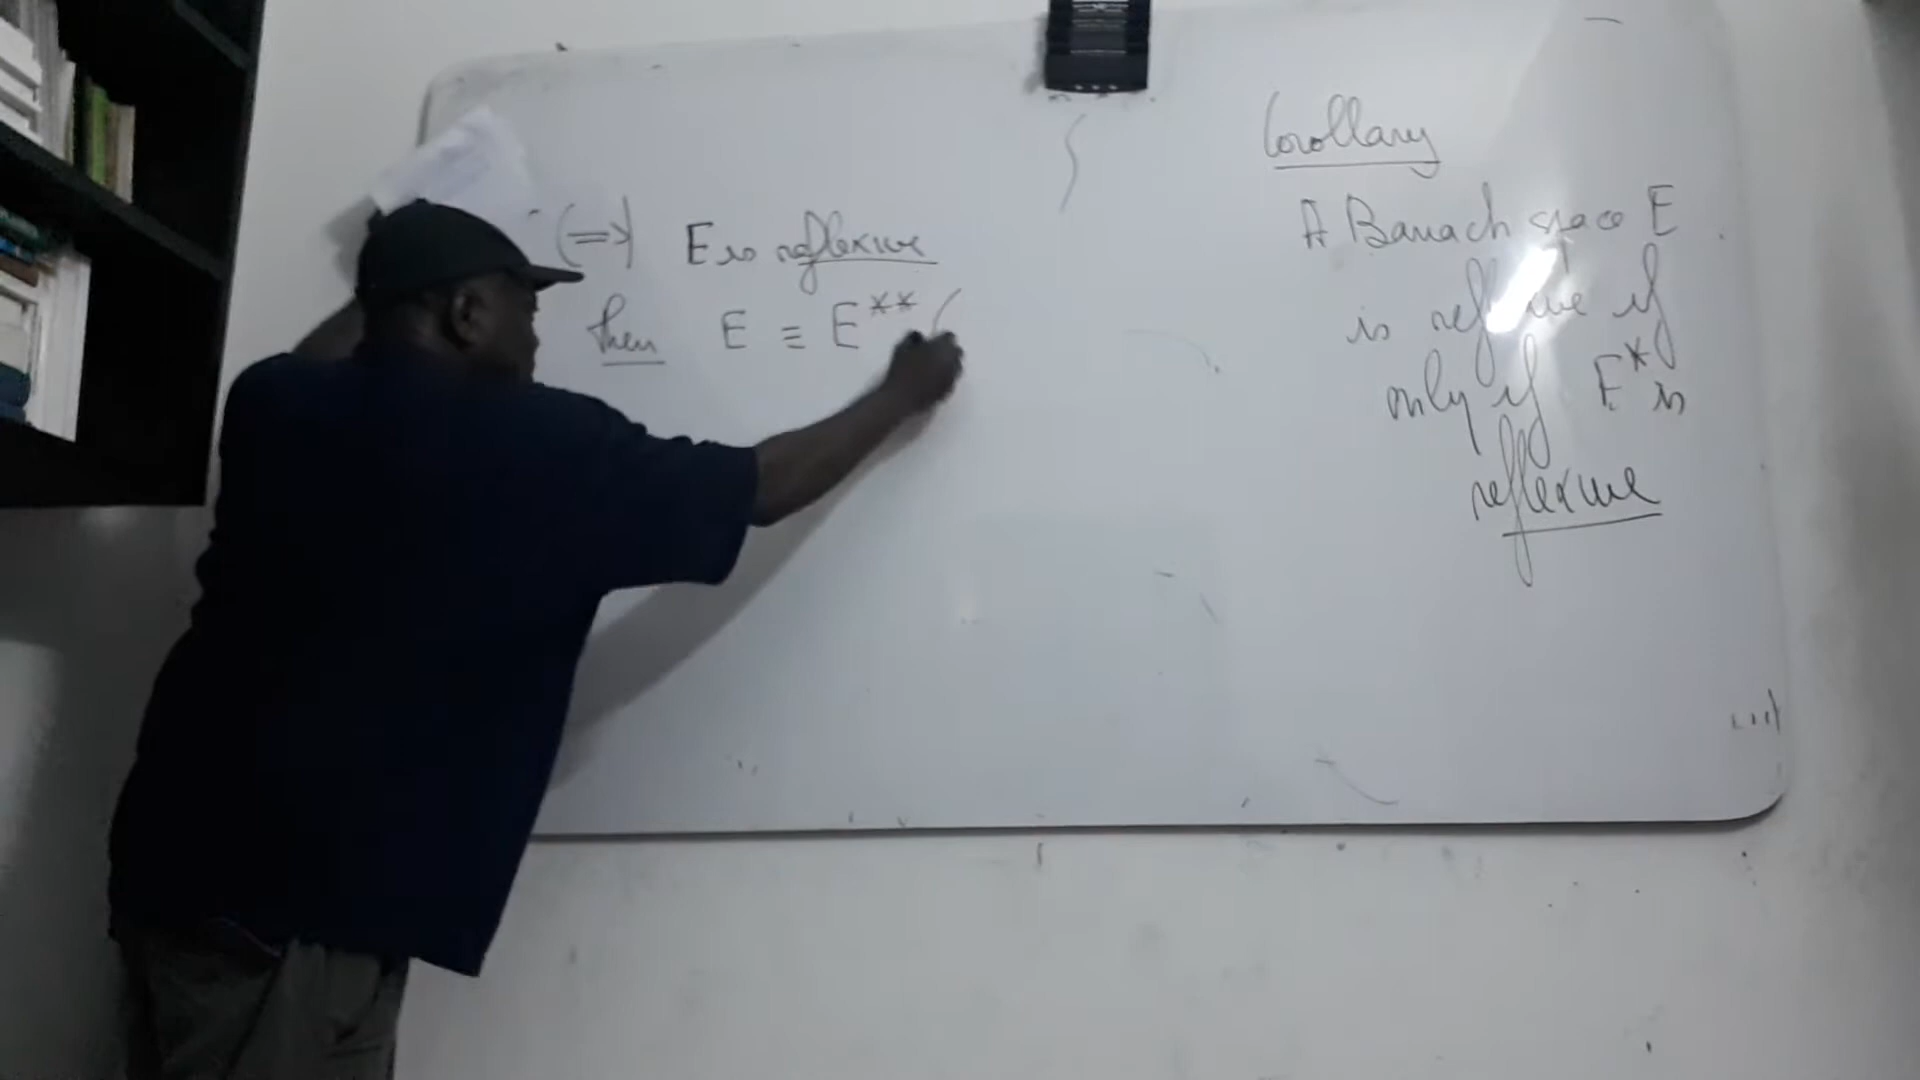 (=>) E is reflexive
then E ≡ E** (
Corollary
A Banach space E
is reflexive if
only if E* is
reflexive